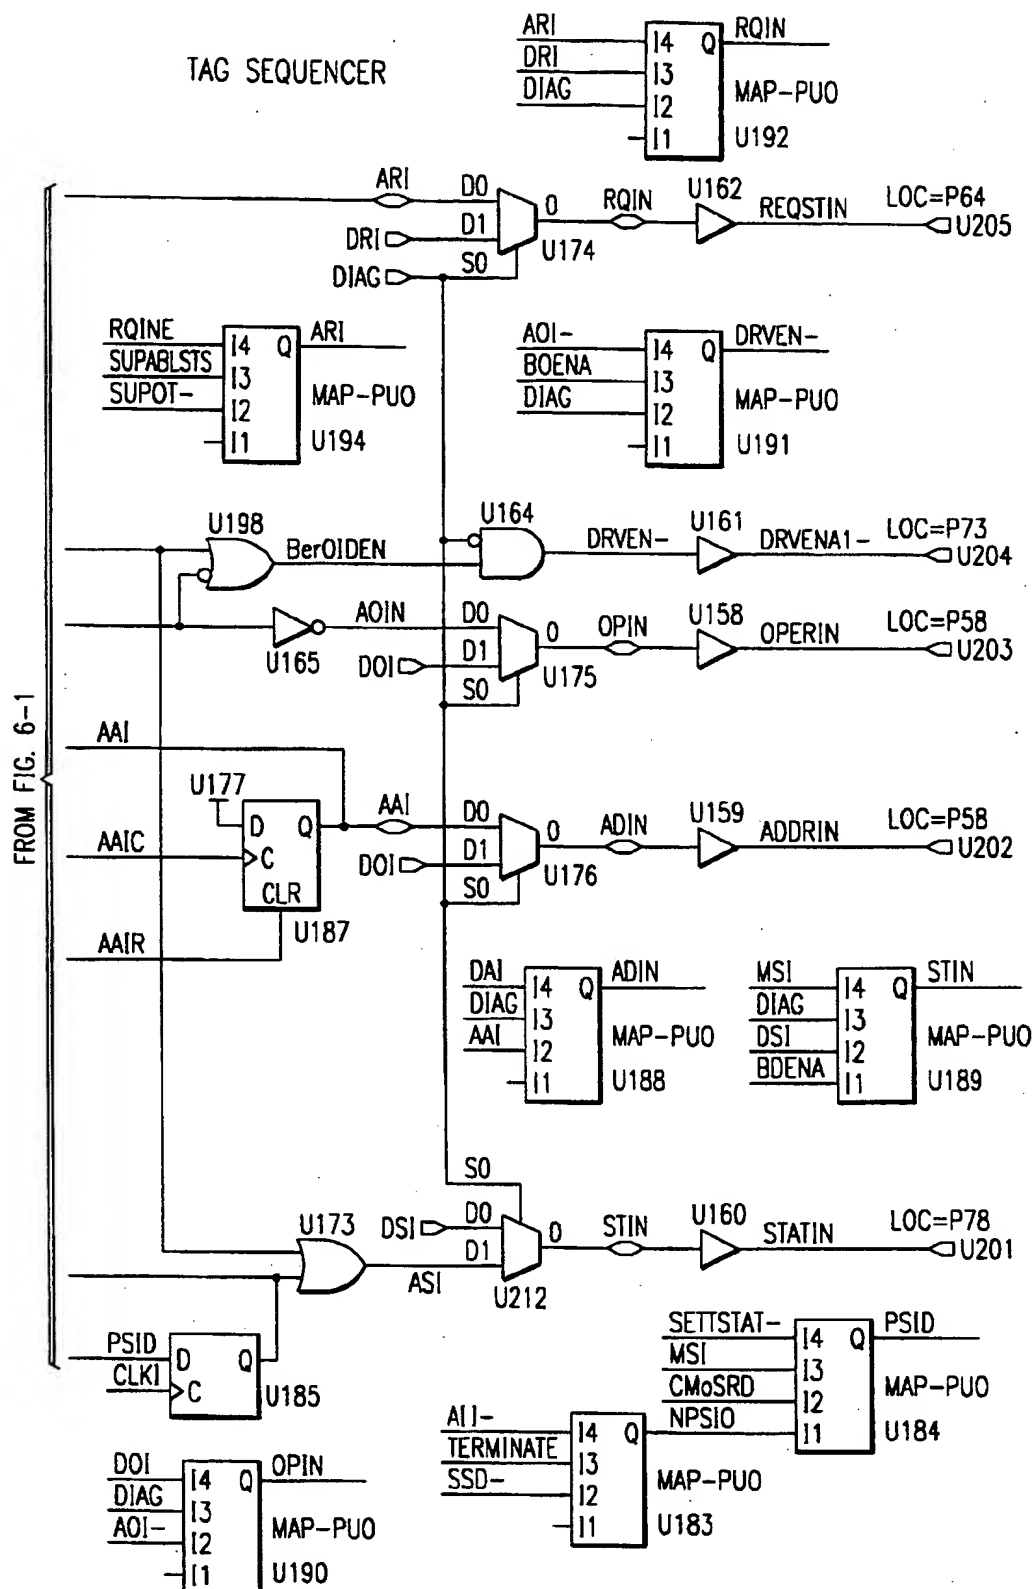 TAG SEQUENCER
ARI
DRI
DIAG
I4 Q
I3
I2
I1
RQIN
MAP-PUO
U192
ARI
D0
DRI
D1
DIAG
S0
O
U174
RQIN
U162
REQSTIN
LOC=P64
U205
RQINE
SUPABLSTS
SUPOT-
I4 Q
I3
I2
I1
ARI
MAP-PUO
U194
AOI-
BOENA
DIAG
I4 Q
I3
I2
I1
DRVEN-
MAP-PUO
U191
U198
BerOIDEN
U164
DRVEN-
U161
DRVENA1-
LOC=P73
U204
U165
AOIN
D0
DOI
D1
S0
O
U175
OPIN
U158
OPERIN
LOC=P58
U203
FROM FIG. 6-1
AAI
U177
D Q
C
CLR
U187
AAIC
AAIR
AAI
D0
DOI
D1
S0
O
U176
ADIN
U159
ADDRIN
LOC=P5B
U202
DAI
DIAG
AAI
I4 Q
I3
I2
I1
ADIN
MAP-PUO
U188
MSI
DIAG
DSI
BDENA
I4 Q
I3
I2
I1
STIN
MAP-PUO
U189
S0
U173
ASI
DSI
D0
D1
O
U212
STIN
U160
STATIN
LOC=P78
U201
PSID
CLKI
D Q
C
U185
SETTSTAT-
MSI
CMoSRD
NPSIO
I4 Q
I3
I2
I1
PSID
MAP-PUO
U184
AII-
TERMINATE
SSD-
I4 Q
I3
I2
I1
MAP-PUO
U183
DOI
DIAG
AOI-
I4 Q
I3
I2
I1
OPIN
MAP-PUO
U190